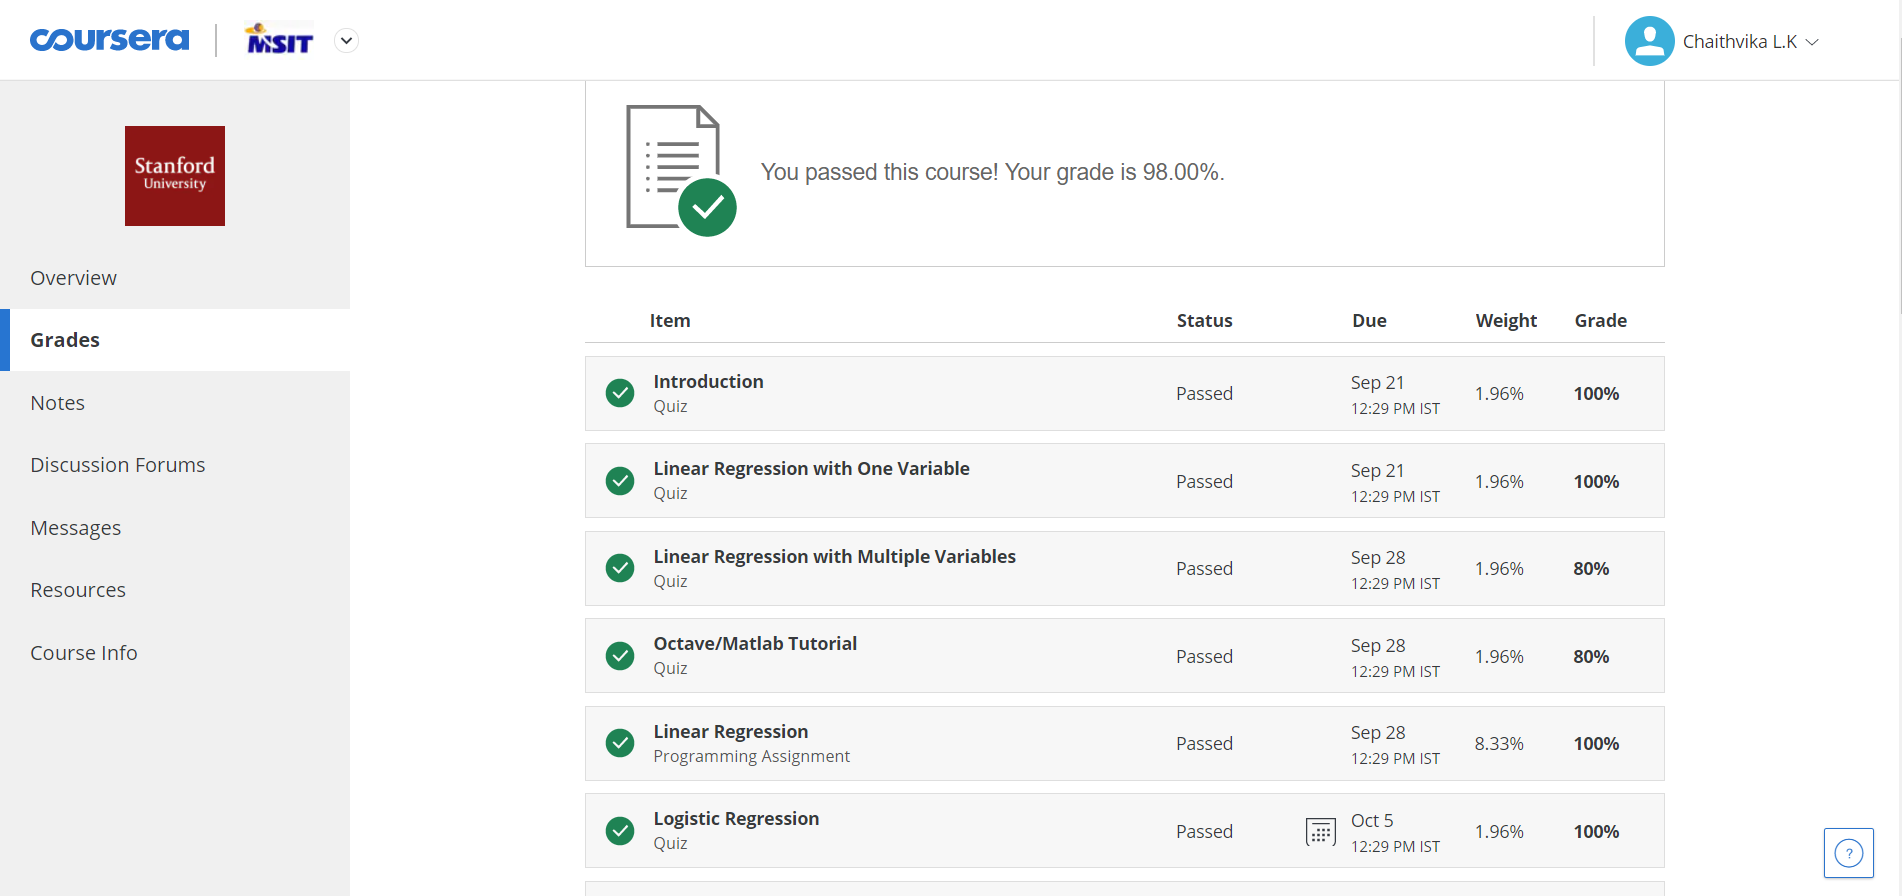 coursera
MSIT
Chaithvika L.K
Stanford
University
Overview
Grades
Notes
Discussion Forums
Messages
Resources
Course Info
You passed this course! Your grade is 98.00%.
Item Status Due Weight Grade
Introduction
Quiz
Passed
Sep 21
12:29 PM IST
1.96%
100%
Linear Regression with One Variable
Quiz
Passed
Sep 21
12:29 PM IST
1.96%
100%
Linear Regression with Multiple Variables
Quiz
Passed
Sep 28
12:29 PM IST
1.96%
80%
Octave/Matlab Tutorial
Quiz
Passed
Sep 28
12:29 PM IST
1.96%
80%
Linear Regression
Programming Assignment
Passed
Sep 28
12:29 PM IST
8.33%
100%
Logistic Regression
Quiz
Passed
Oct 5
12:29 PM IST
1.96%
100%
?